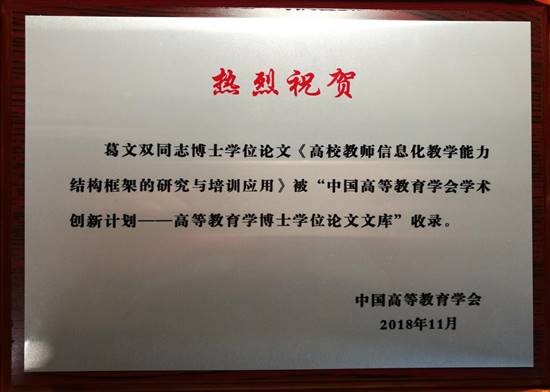 热烈祝贺
葛文双同志博士学位论文《高校教师信息化教学能力
结构框架的研究与培训应用》被“中国高等教育学会学术
创新计划——高等教育学博士学位论文文库”收录。
中国高等教育学会
2018年11月